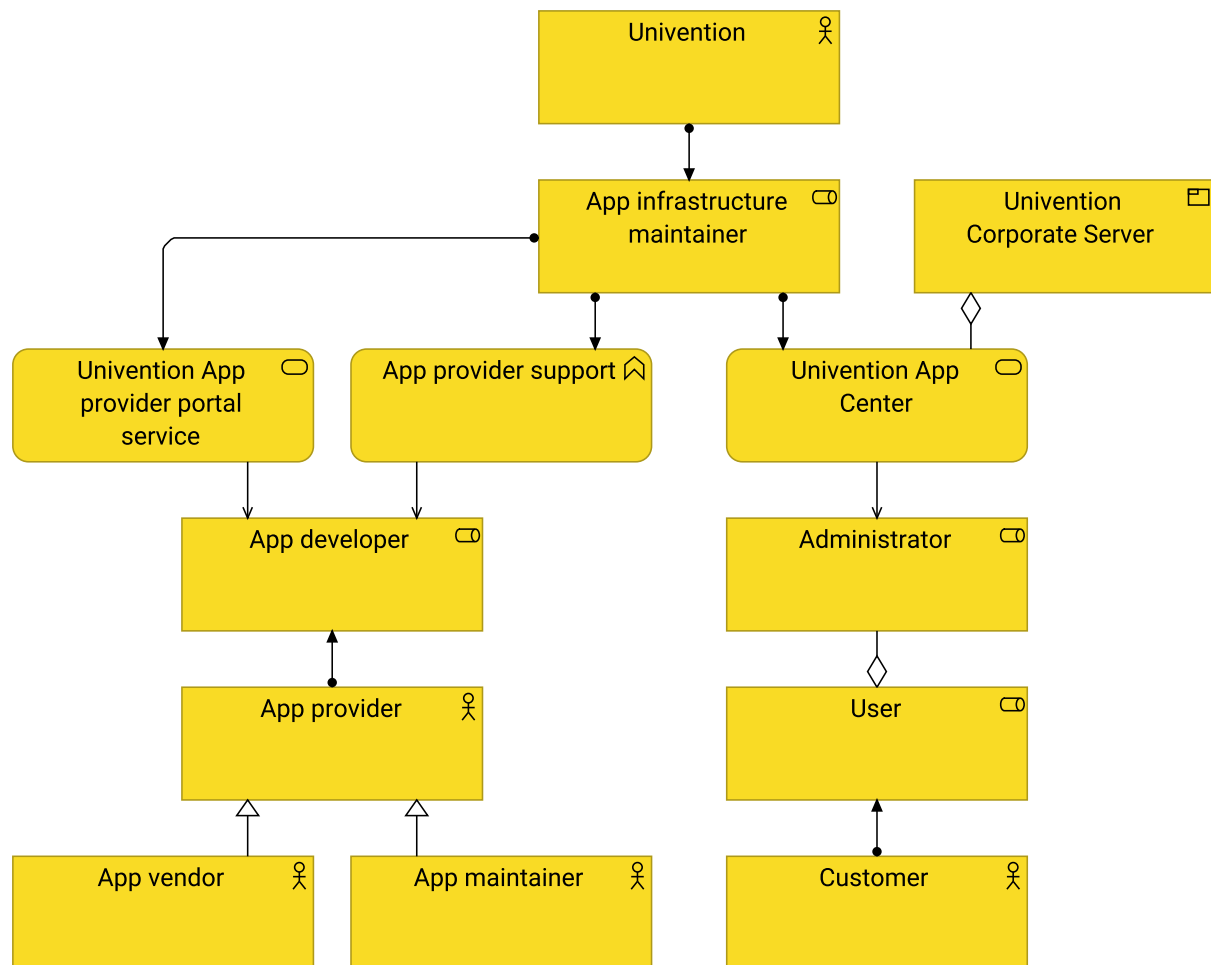 Univention
App infrastructure
maintainer
Univention
Corporate Server
Univention App
provider portal
service
App provider support
Univention App
Center
App developer
Administrator
App provider
User
App vendor
App maintainer
Customer